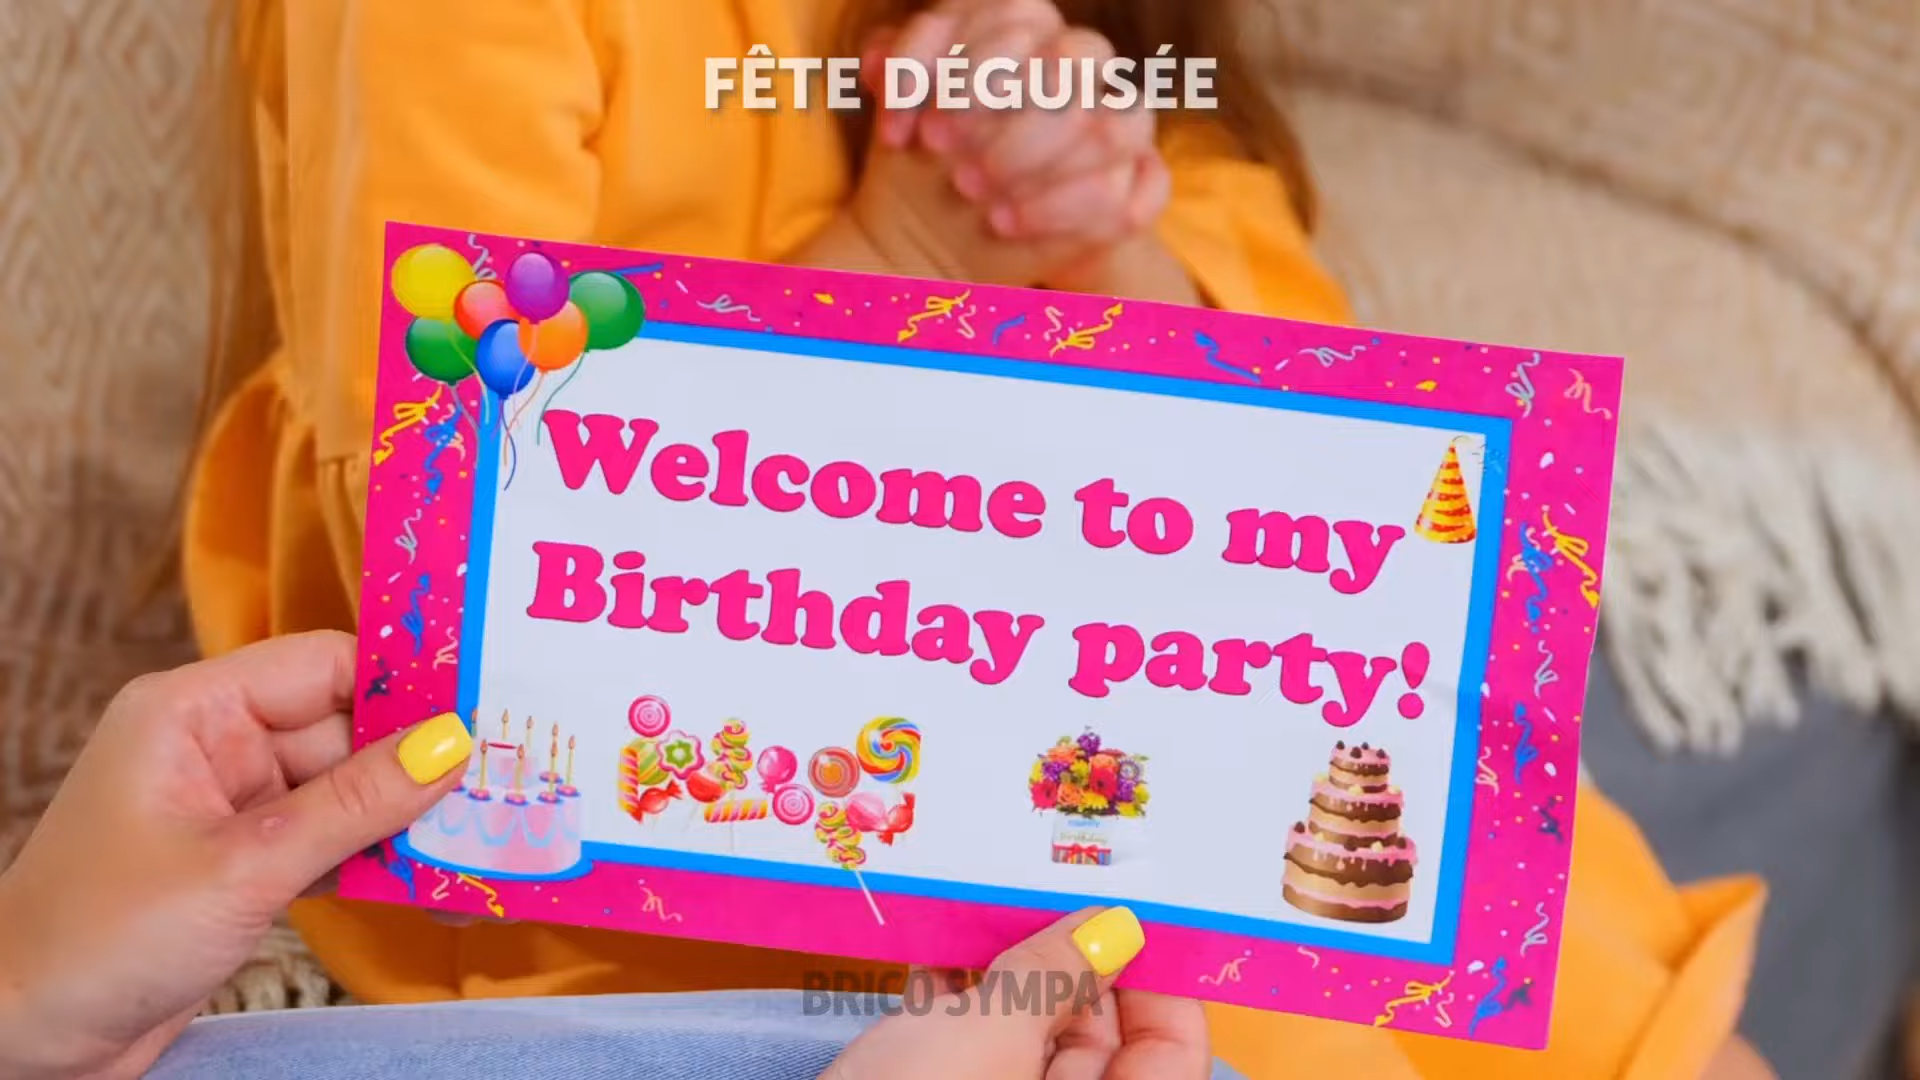 FÊTE DÉGUISÉE
Welcome to my
Birthday party!
BRICO SYMPA